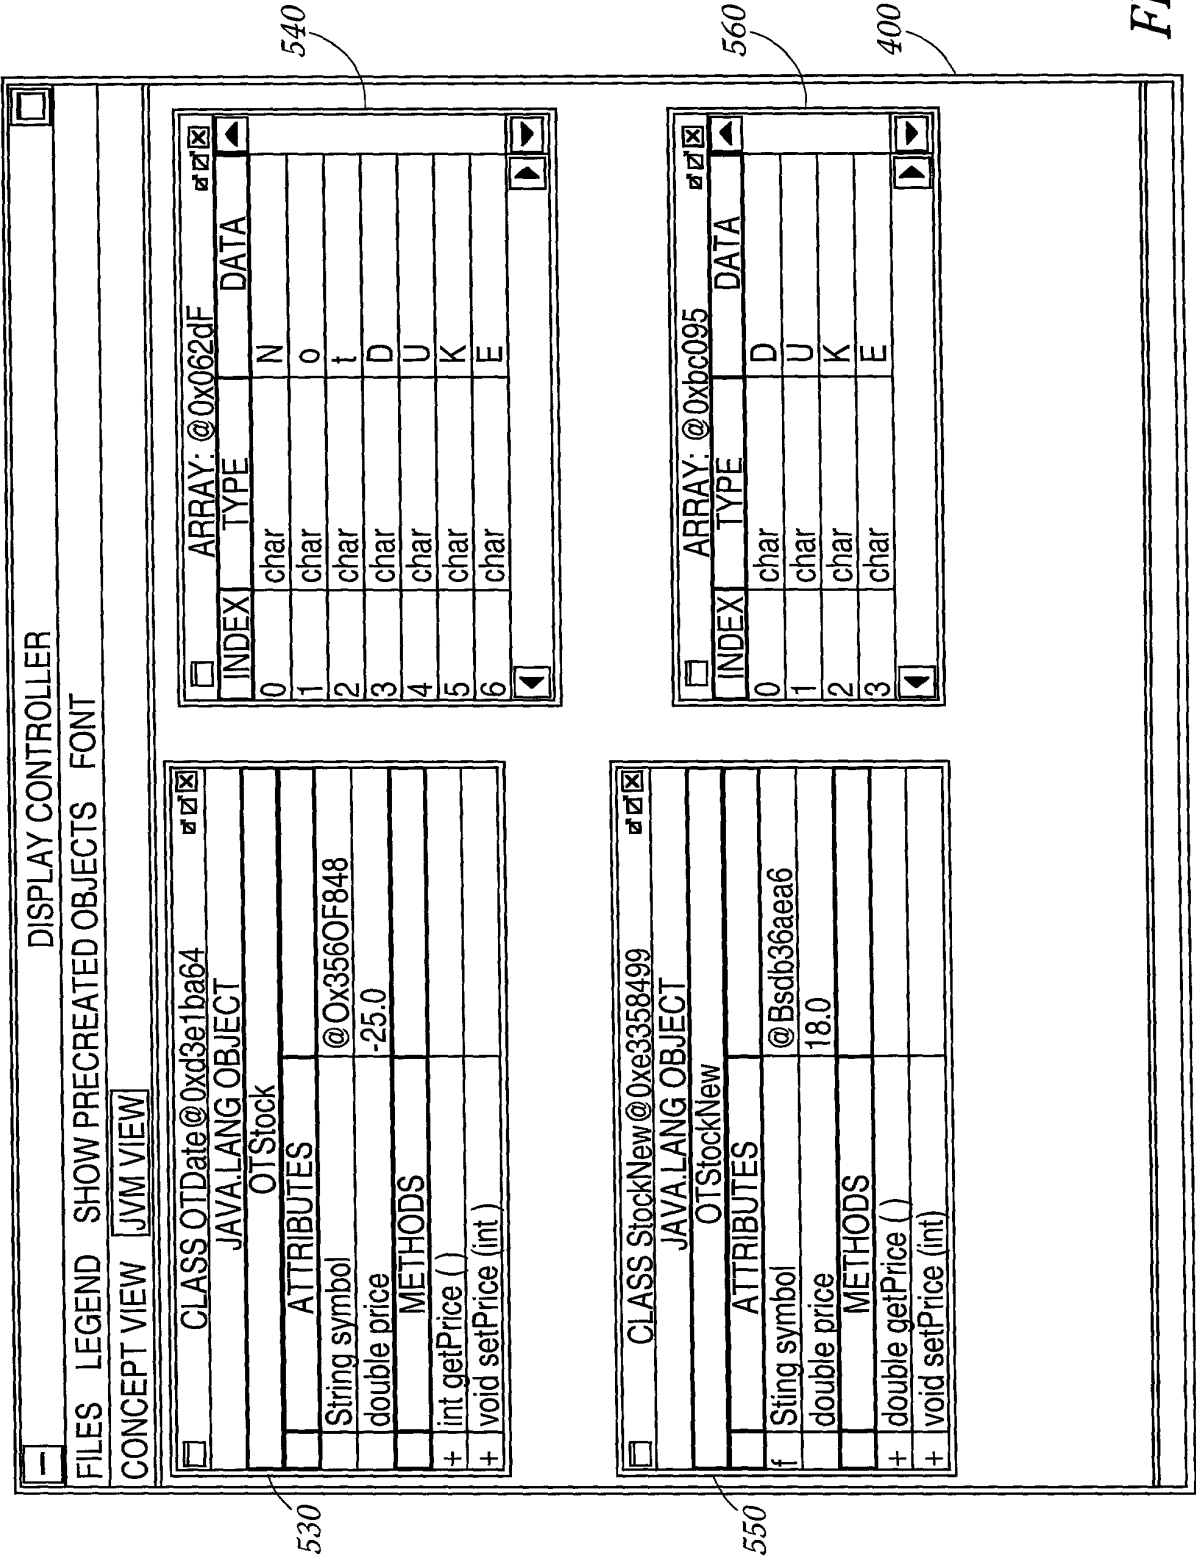 DISPLAY CONTROLLER
FILES LEGEND SHOW PRECREATED OBJECTS FONT
CONCEPT VIEW JVM VIEW
CLASS OTDate@0xd3e1ba64
JAVA.LANG OBJECT
OTStock
ATTRIBUTES
String symbol @Ox356OF848
double price -25.0
METHODS
+ int getPrice ( )
+ void setPrice (int )
530
ARRAY: @0x062dF
INDEX TYPE DATA
0 char N
1 char o
2 char t
3 char D
4 char U
5 char K
6 char E
540
CLASS StockNew@0xe3358499
JAVA.LANG OBJECT
OTStockNew
ATTRIBUTES
f Sting symbol @Bsdb36aea6
double price 18.0
METHODS
+ double getPrice ( )
+ void setPrice (int)
550
ARRAY: @0xbc095
INDEX TYPE DATA
0 char D
1 char U
2 char K
3 char E
560
400